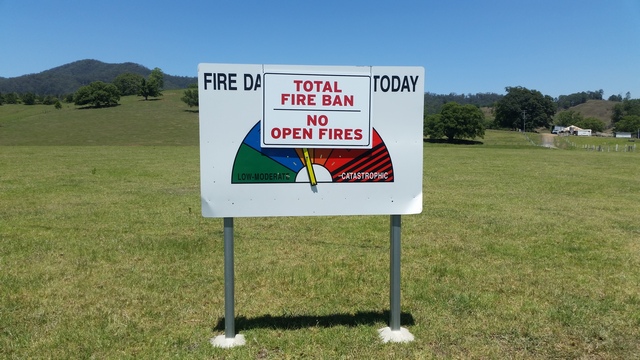 FIRE DA TODAY
TOTAL
FIRE BAN
NO
OPEN FIRES
LOW-MODERATE
CATASTROPHIC